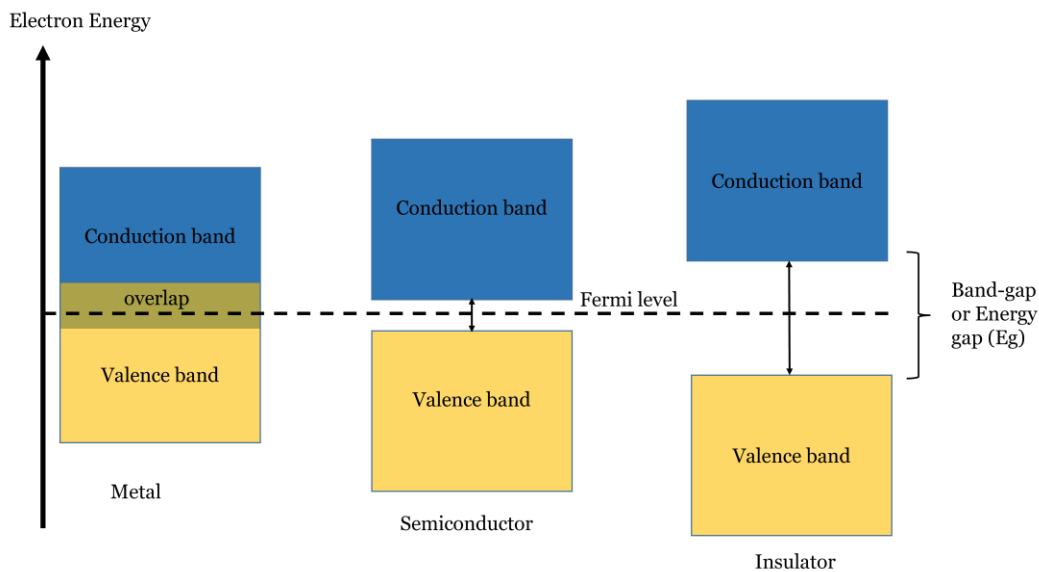 Electron Energy
Conduction band
overlap
Valence band
Metal
Conduction band
Fermi level
Valence band
Semiconductor
Conduction band
Valence band
Insulator
Band-gap
or Energy
gap (Eg)